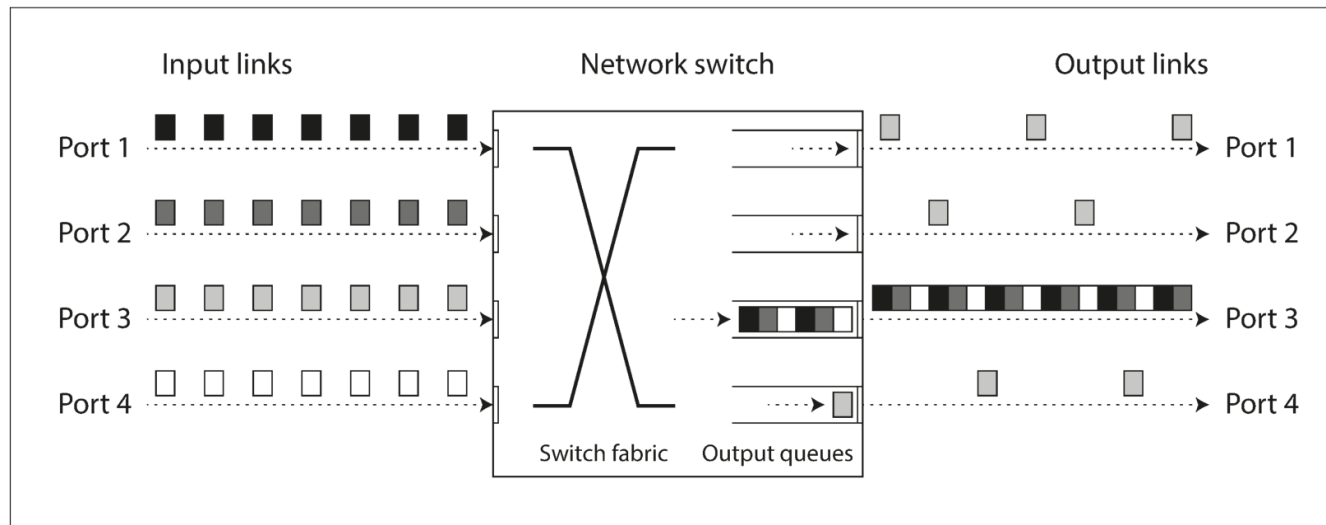 Input links
Network switch
Output links
Port 1
Port 1
Port 2
Port 2
Port 3
Port 3
Port 4
Port 4
Switch fabric
Output queues